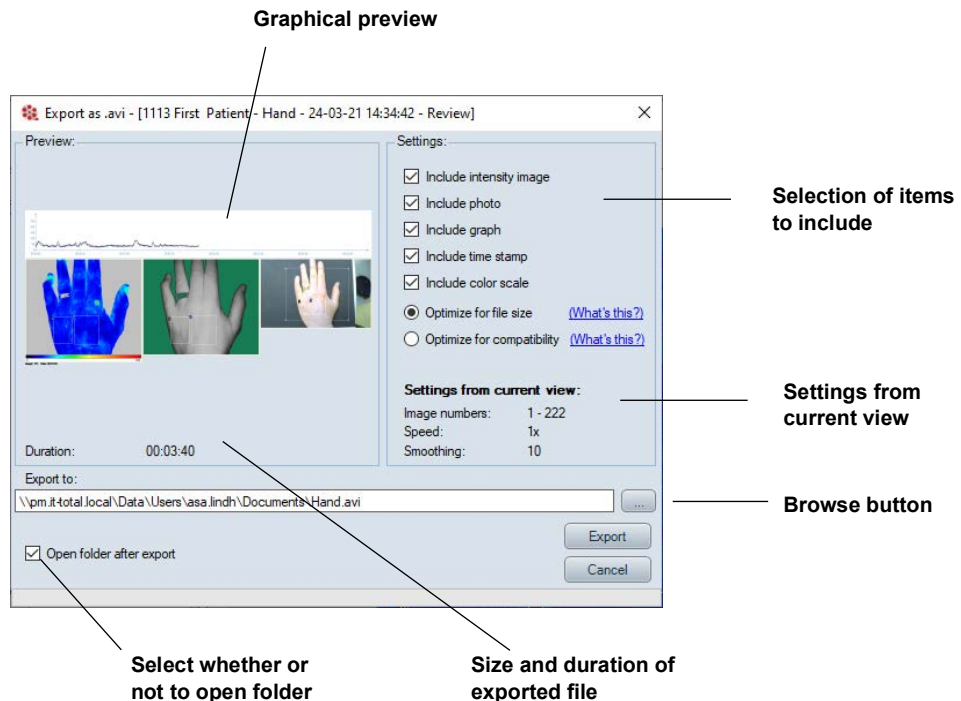 Graphical preview
Export as .avi - [1113 First Patient - Hand - 24-03-21 14:34:42 - Review]
Preview:
Settings:
Include intensity image
Include photo
Include graph
Include time stamp
Include color scale
Optimize for file size (What's this?)
Optimize for compatibility (What's this?)
Selection of items
to include
Settings from current view:
Image numbers: 1 - 222
Speed: 1x
Smoothing: 10
Settings from
current view
Duration: 00:03:40
Export to:
\\pm.it-total.local\Data\Users\asa.lindh\Documents\Hand.avi
...
Browse button
Export
Open folder after export
Cancel
Select whether or
not to open folder
Size and duration of
exported file